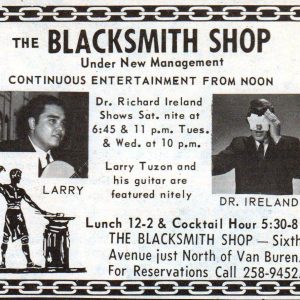 THE BLACKSMITH SHOP
Under New Management
CONTINUOUS ENTERTAINMENT FROM NOON
Dr. Richard Ireland
Shows Sat. nite at
6:45 & 11 p.m. Tues.
& Wed. at 10 p.m.
Larry Tuzon and
his guitar are
featured nitely
LARRY
DR. IRELAND
Lunch 12-2 & Cocktail Hour 5:30-8
THE BLACKSMITH SHOP — Sixth
Avenue just North of Van Buren.
For Reservations Call 258-9452.